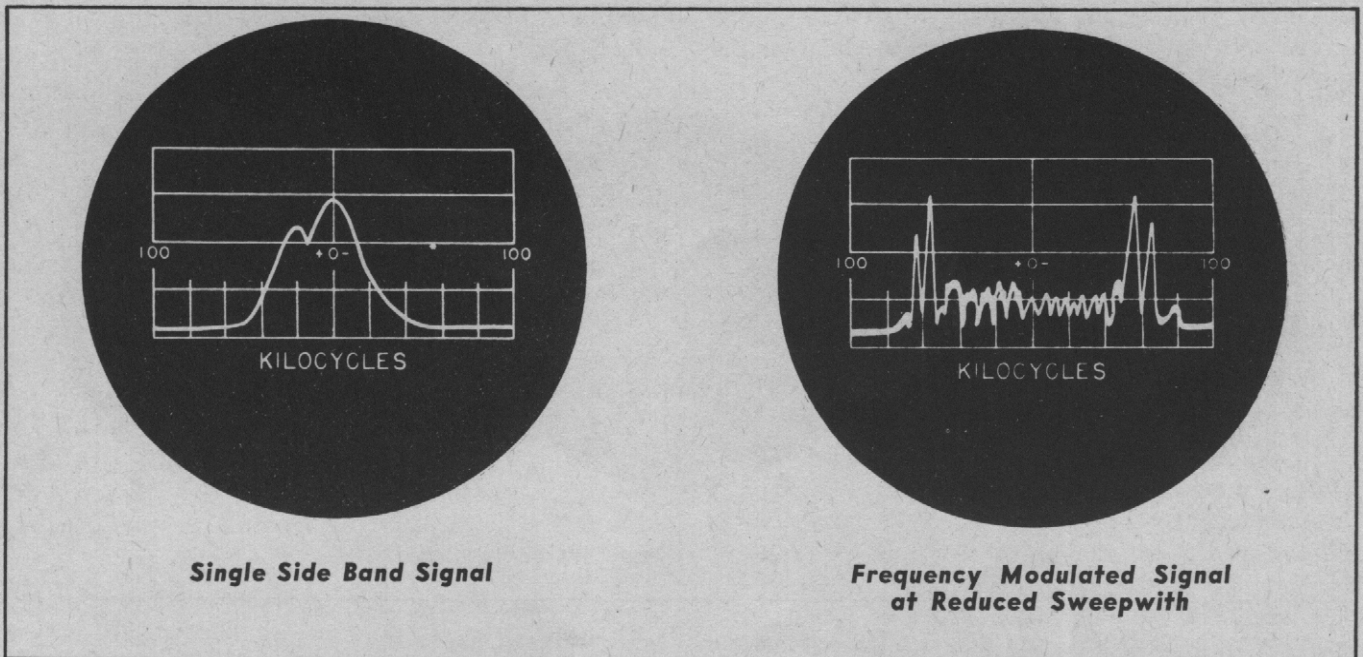 100 +0- 100
KILOCYCLES
Single Side Band Signal
100 +0- 100
KILOCYCLES
Frequency Modulated Signal
at Reduced Sweepwith